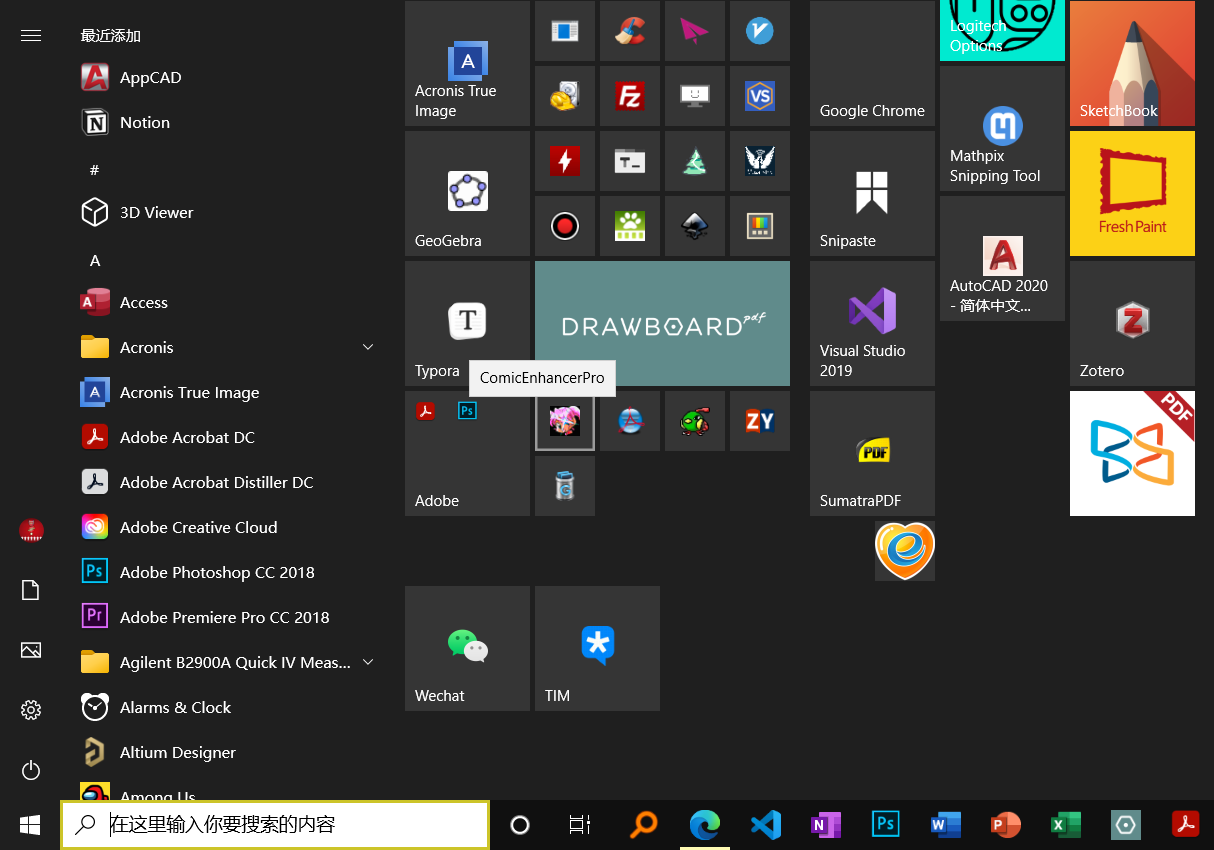 最近添加
AppCAD
Notion
#
3D Viewer
A
Access
Acronis
Acronis True Image
Adobe Acrobat DC
Adobe Acrobat Distiller DC
Adobe Creative Cloud
Adobe Photoshop CC 2018
Adobe Premiere Pro CC 2018
Agilent B2900A Quick IV Meas...
Alarms & Clock
Altium Designer
Among Us
在这里输入你要搜索的内容
Acronis True
Image
GeoGebra
Typora
DRAWBOARD pdf
ComicEnhancerPro
Adobe
ZY
Wechat
TIM
Google Chrome
Snipaste
Visual Studio
2019
PDF
SumatraPDF
Logitech
Options
Mathpix
Snipping Tool
AutoCAD 2020
- 简体中文...
SketchBook
Fresh Paint
Zotero
PDF